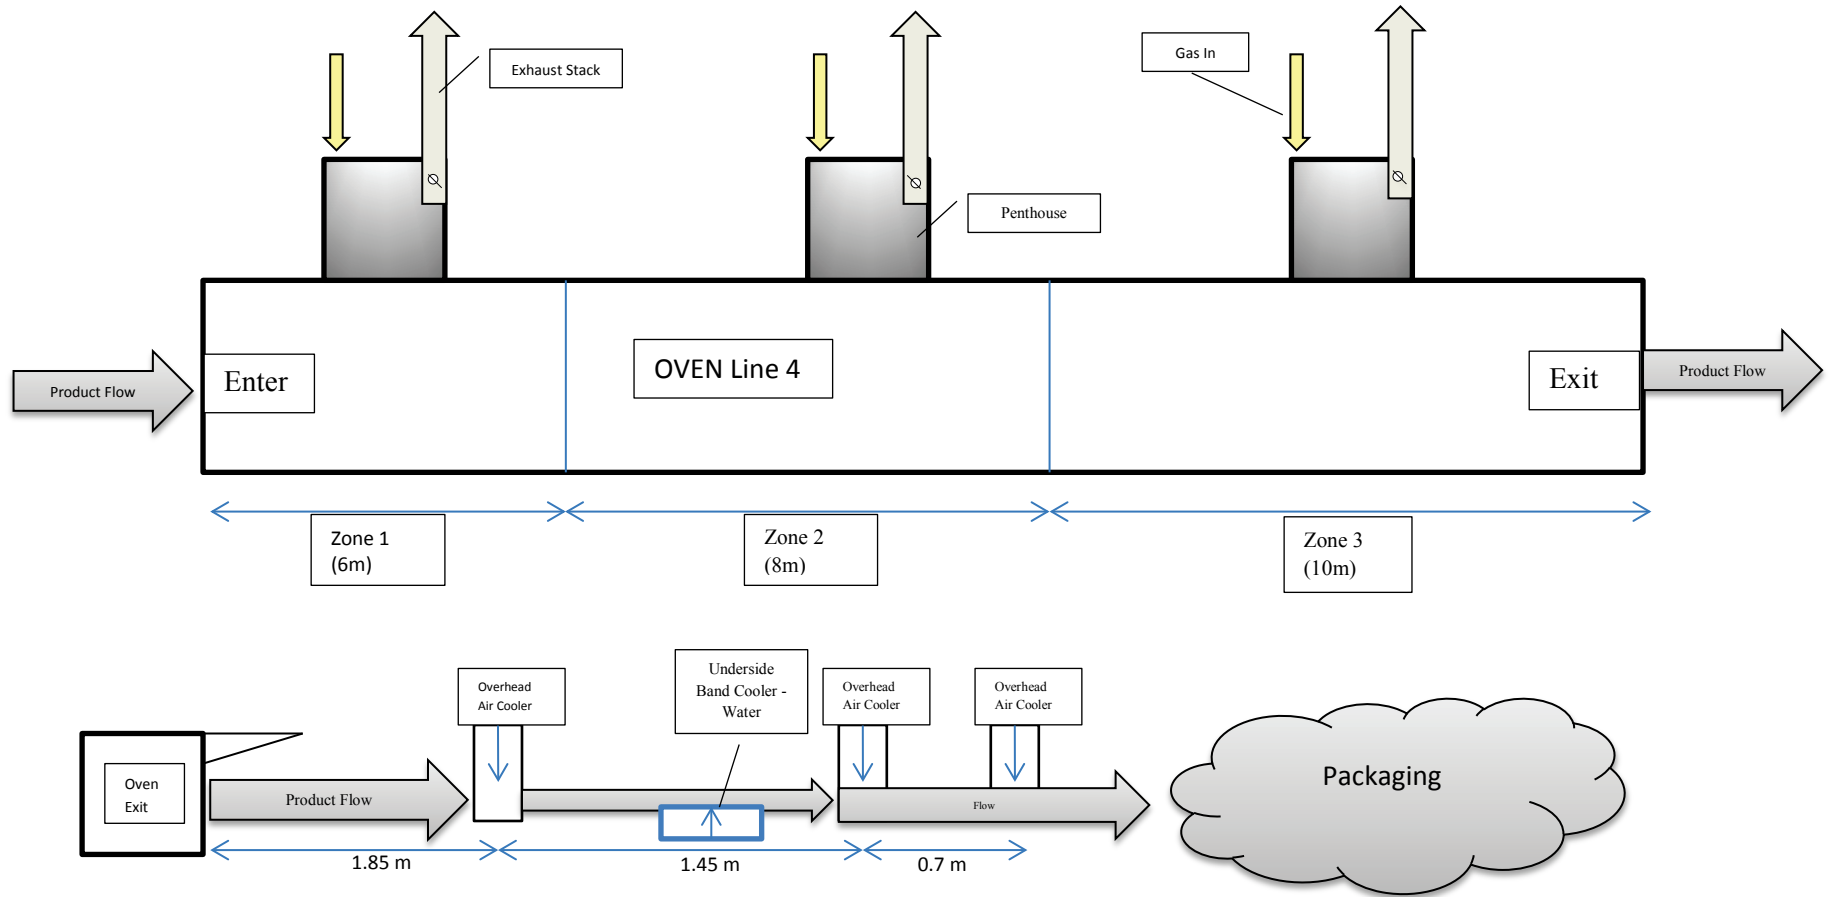 Exhaust Stack
Gas In
Penthouse
Product Flow
Enter
OVEN Line 4
Exit
Product Flow
Zone 1
(6m)
Zone 2
(8m)
Zone 3
(10m)
Overhead
Air Cooler
Underside
Band Cooler -
Water
Overhead
Air Cooler
Overhead
Air Cooler
Oven
Exit
Product Flow
Flow
Packaging
1.85 m
1.45 m
0.7 m